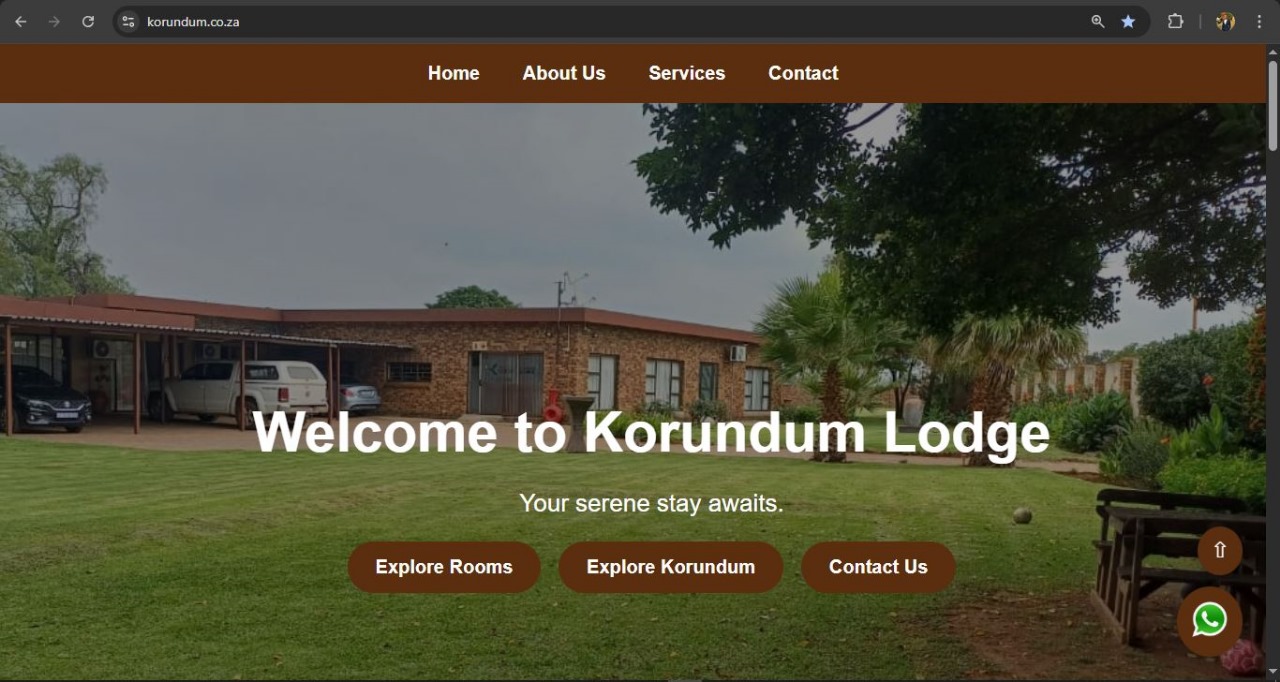 korundum.co.za
Home About Us Services Contact
Welcome to Korundum Lodge
Your serene stay awaits.
Explore Rooms Explore Korundum Contact Us